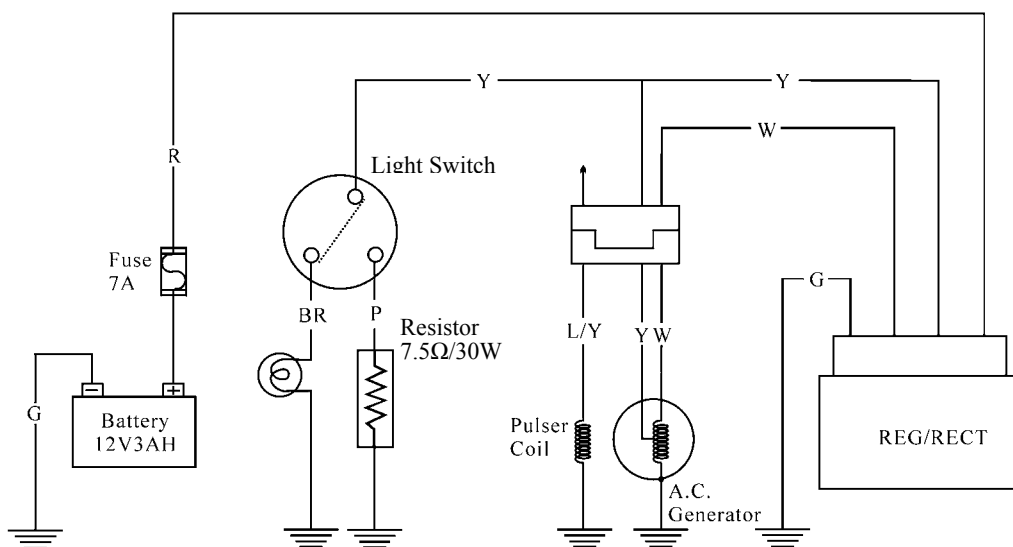 Y
Y
W
R
Light Switch
Fuse
7A
G
BR
P
Resistor
7.5Ω/30W
L/Y
Y W
G
Battery
12V3AH
Pulser
Coil
REG/RECT
A.C.
Generator